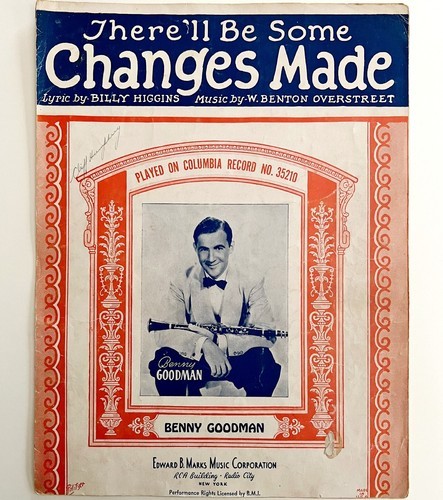 There'll Be Some
Changes Made
Lyric by BILLY HIGGINS Music by W. BENTON OVERSTREET
PLAYED ON COLUMBIA RECORD NO. 35210
Benny
GOODMAN
BENNY GOODMAN
EDWARD B. MARKS MUSIC CORPORATION
RCA Building - Radio City
NEW YORK
Performance Rights Licensed by B.M.I.